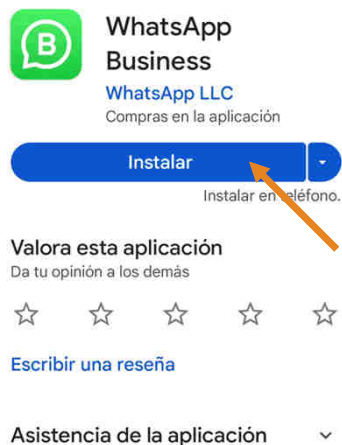 B
WhatsApp
Business
WhatsApp LLC
Compras en la aplicación
Instalar
Instalar en teléfono.
Valora esta aplicación
Da tu opinión a los demás
Escribir una reseña
Asistencia de la aplicación